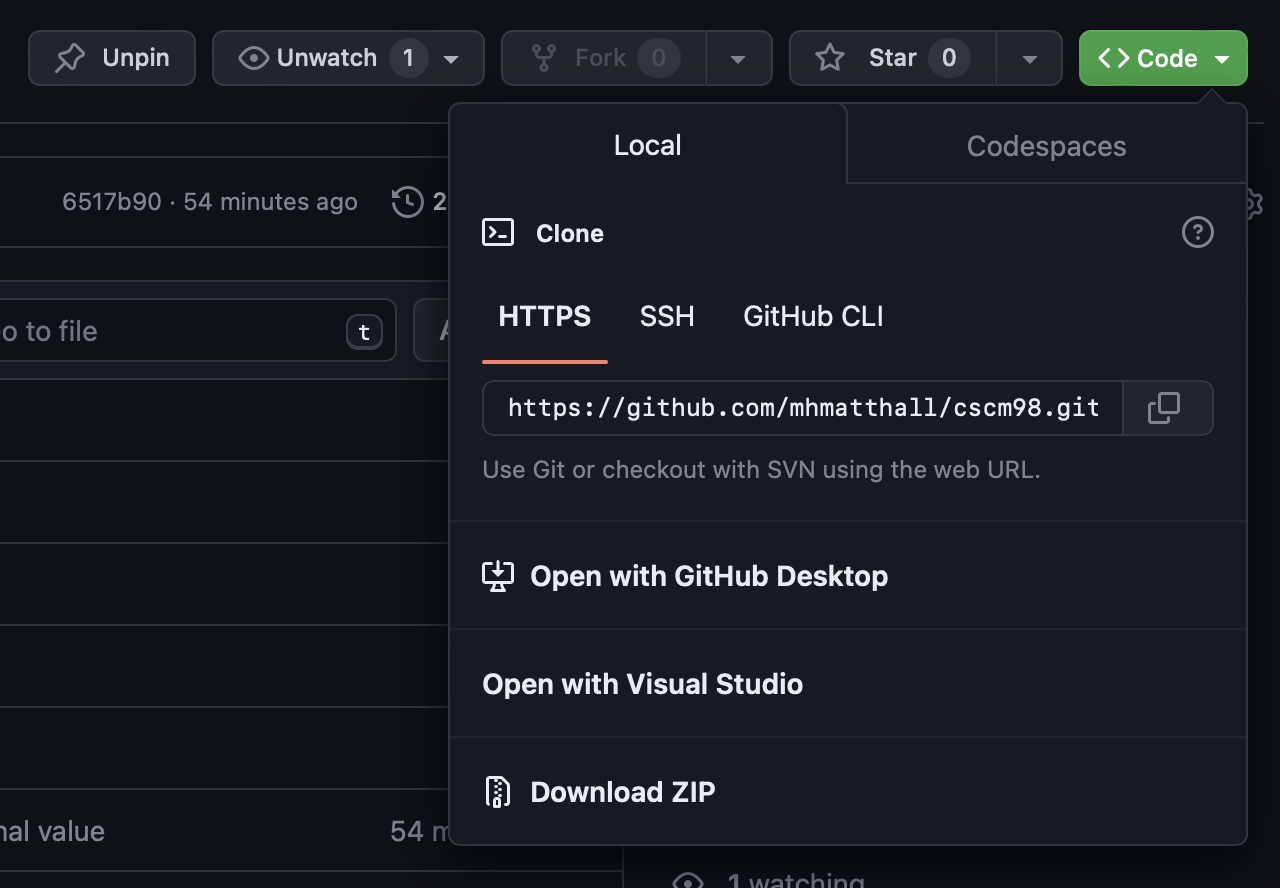 Unpin
Unwatch 1
Fork 0
Star 0
Code
Local
Codespaces
6517b90 · 54 minutes ago
2
Clone
to file
t
HTTPS
SSH
GitHub CLI
https://github.com/mhmatthall/cscm98.git
Use Git or checkout with SVN using the web URL.
Open with GitHub Desktop
Open with Visual Studio
Download ZIP
value
54
1 watching